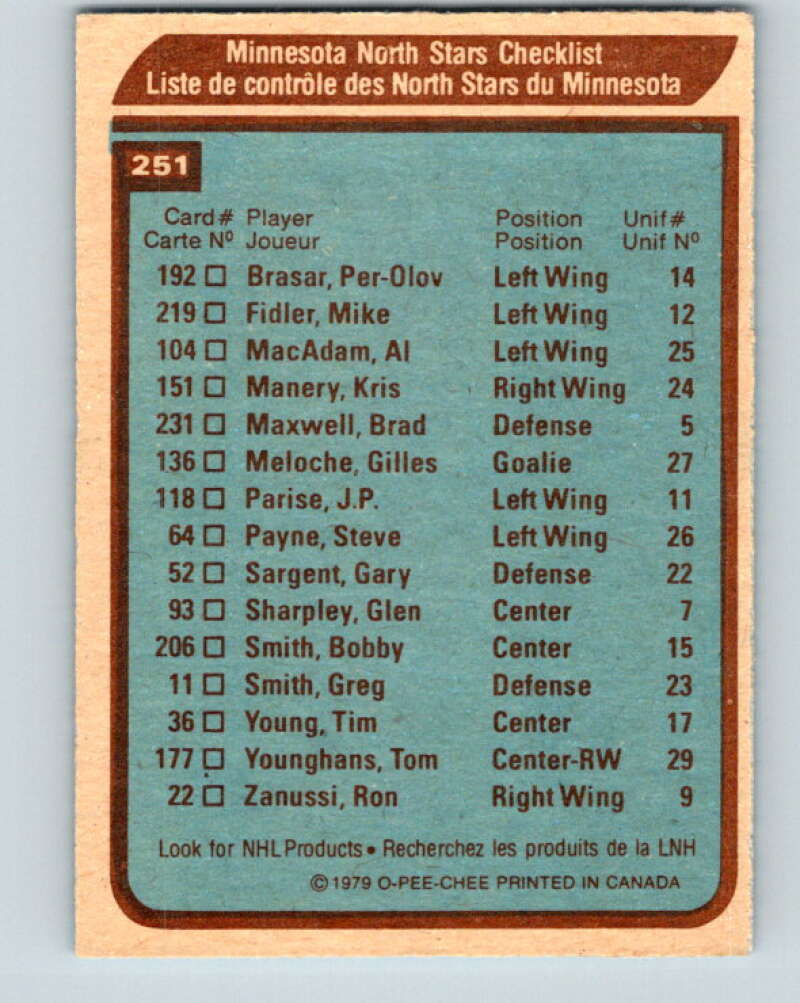 Minnesota North Stars Checklist
Liste de contrôle des North Stars du Minnesota
251
Card# Player Position Unif#
Carte Nº Joueur Position Unif Nº
192 □ Brasar, Per-Olov Left Wing 14
219 □ Fidler, Mike Left Wing 12
104 □ MacAdam, Al Left Wing 25
151 □ Manery, Kris Right Wing 24
231 □ Maxwell, Brad Defense 5
136 □ Meloche, Gilles Goalie 27
118 □ Parise, J.P. Left Wing 11
64 □ Payne, Steve Left Wing 26
52 □ Sargent, Gary Defense 22
93 □ Sharpley, Glen Center 7
206 □ Smith, Bobby Center 15
11 □ Smith, Greg Defense 23
36 □ Young, Tim Center 17
177 □ Younghans, Tom Center-RW 29
22 □ Zanussi, Ron Right Wing 9
Look for NHL Products • Recherchez les produits de la LNH
© 1979 O-PEE-CHEE PRINTED IN CANADA